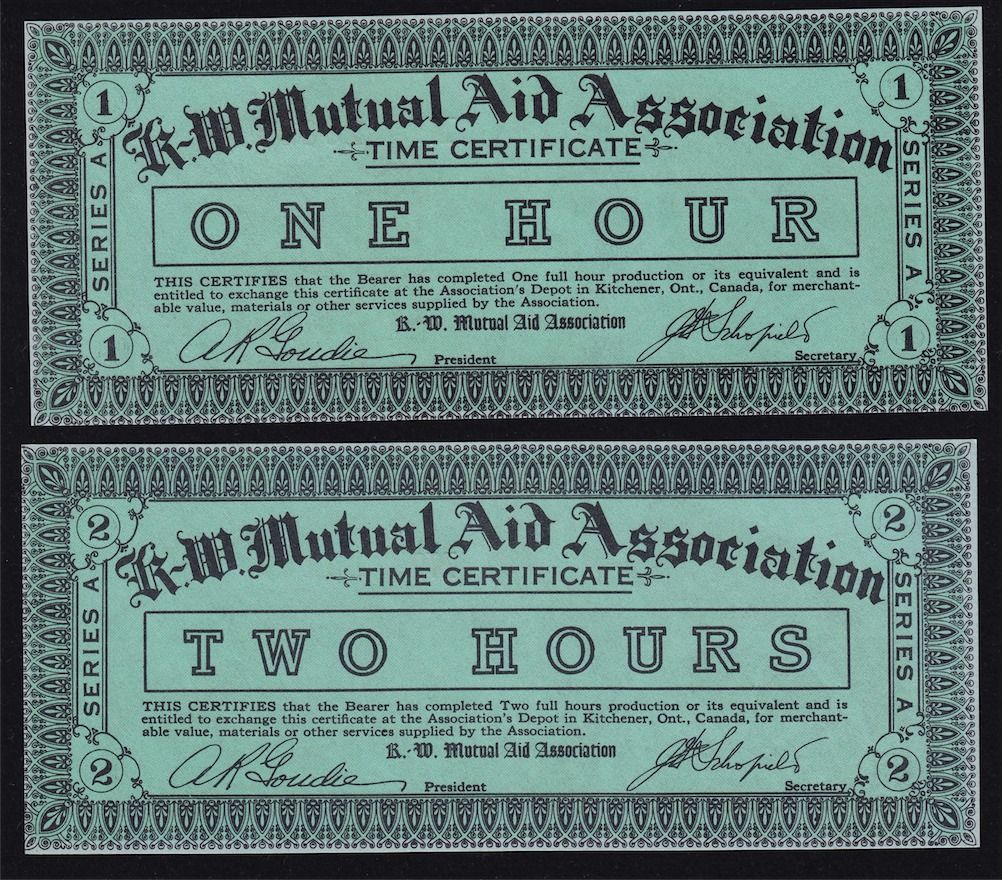 1 1
K-W. Mutual Aid Association
TIME CERTIFICATE
SERIES A
SERIES A
ONE HOUR
THIS CERTIFIES that the Bearer has completed One full hour production or its equivalent and is
entitled to exchange this certificate at the Association's Depot in Kitchener, Ont., Canada, for merchant-
able value, materials or other services supplied by the Association.
K.-W. Mutual Aid Association
1 A R Goudie President J H Schofield Secretary 1
2 2
K-W. Mutual Aid Association
TIME CERTIFICATE
SERIES A
SERIES A
TWO HOURS
THIS CERTIFIES that the Bearer has completed Two full hours production or its equivalent and is
entitled to exchange this certificate at the Association's Depot in Kitchener, Ont., Canada, for merchant-
able value, materials or other services supplied by the Association.
K.-W. Mutual Aid Association
2 A R Goudie President J H Schofield Secretary 2